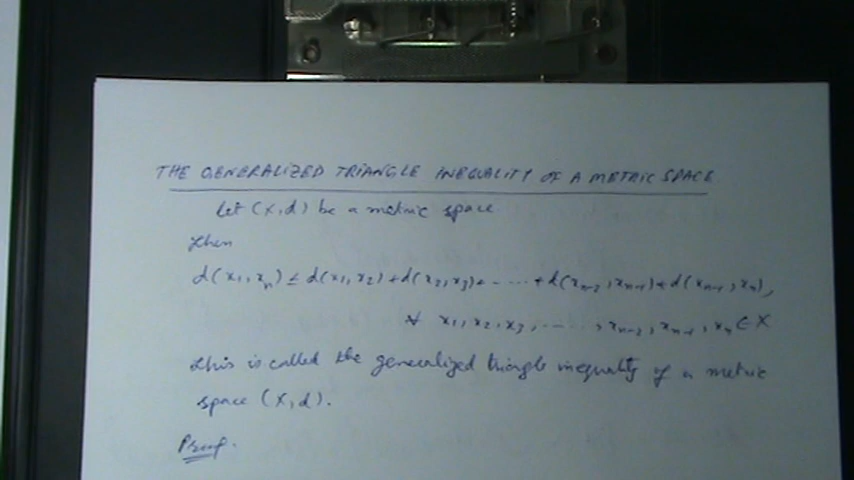 THE GENERALIZED TRIANGLE INEQUALITY OF A METRIC SPACE
Let (X,d) be a metric space
Then
d(x₁,xₙ) ≤ d(x₁,x₂)+d(x₂,x₃)+-----+d(xₙ₋₂,xₙ₋₁)+d(xₙ₋₁,xₙ),
∀ x₁,x₂,x₃,-----,xₙ₋₂,xₙ₋₁,xₙ∈X
This is called the generalized triangle inequality of a metric
space (X,d).
Proof.